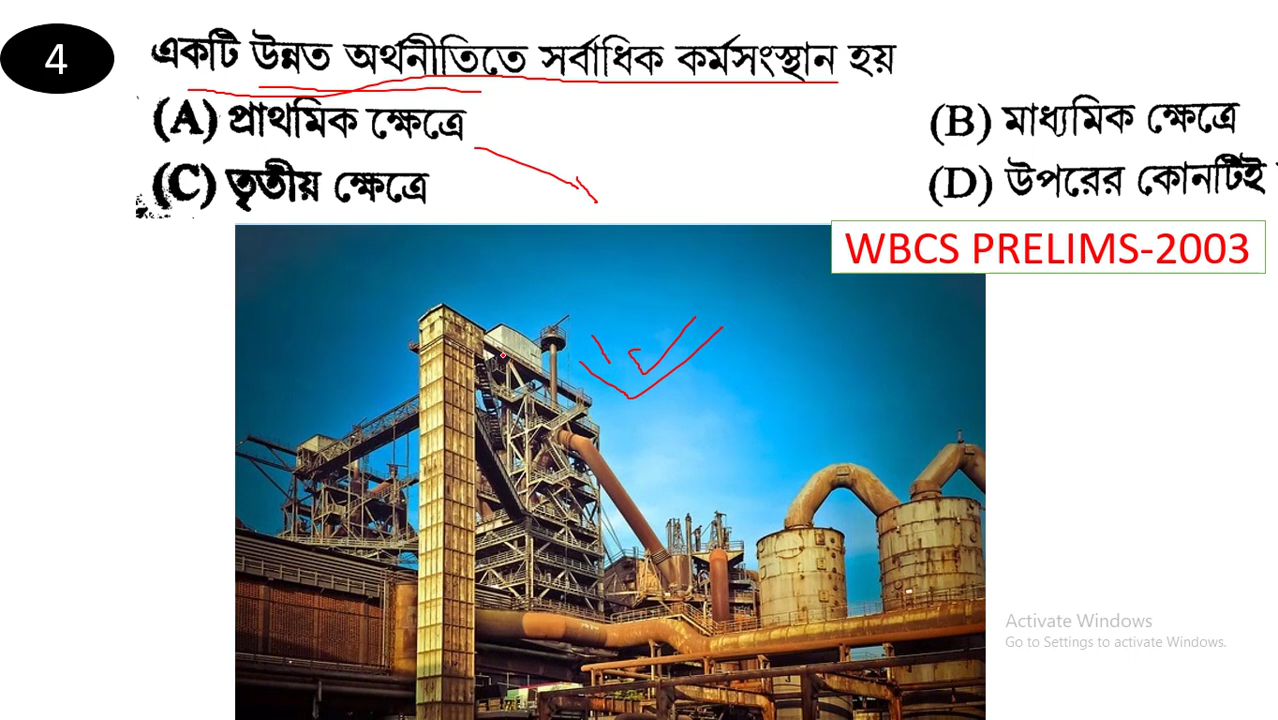 4
একটি উন্নত অর্থনীতিতে সর্বাধিক কর্মসংস্থান হয়
(A) প্রাথমিক ক্ষেত্রে (B) মাধ্যমিক ক্ষেত্রে
(C) তৃতীয় ক্ষেত্রে (D) উপরের কোনটিই
WBCS PRELIMS-2003
Activate Windows
Go to Settings to activate Windows.